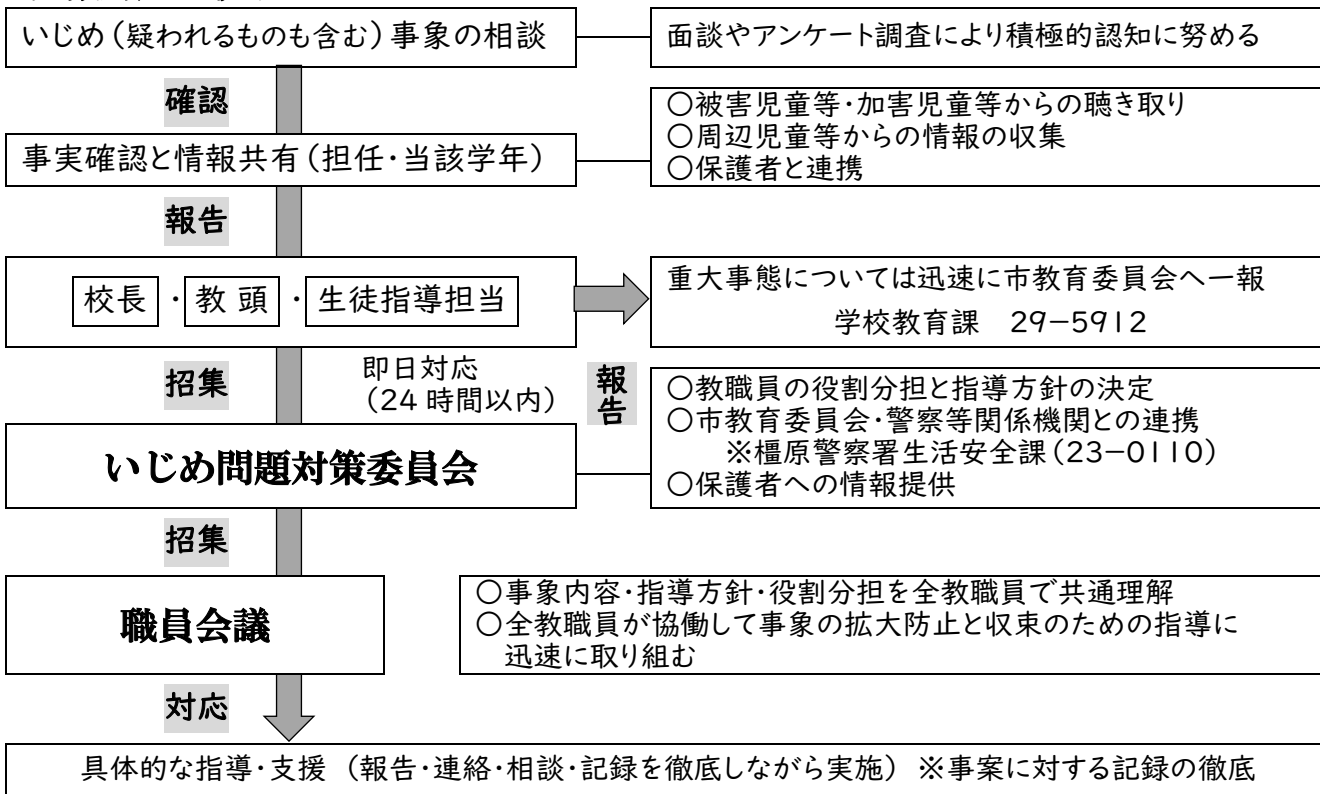 いじめ（疑われるものも含む）事象の相談
面談やアンケート調査により積極的認知に努める
確認
○被害児童等・加害児童等からの聴き取り
○周辺児童等からの情報の収集
○保護者と連携
事実確認と情報共有（担任・当該学年）
報告
校長・教頭・生徒指導担当
重大事態については迅速に市教育委員会へ一報
学校教育課　29−5912
招集
即日対応
（24時間以内）
報告
○教職員の役割分担と指導方針の決定
○市教育委員会・警察等関係機関との連携
※橿原警察署生活安全課（23−0110）
○保護者への情報提供
いじめ問題対策委員会
招集
職員会議
○事象内容・指導方針・役割分担を全教職員で共通理解
○全教職員が協働して事象の拡大防止と収束のための指導に
迅速に取り組む
対応
具体的な指導・支援（報告・連絡・相談・記録を徹底しながら実施）※事案に対する記録の徹底